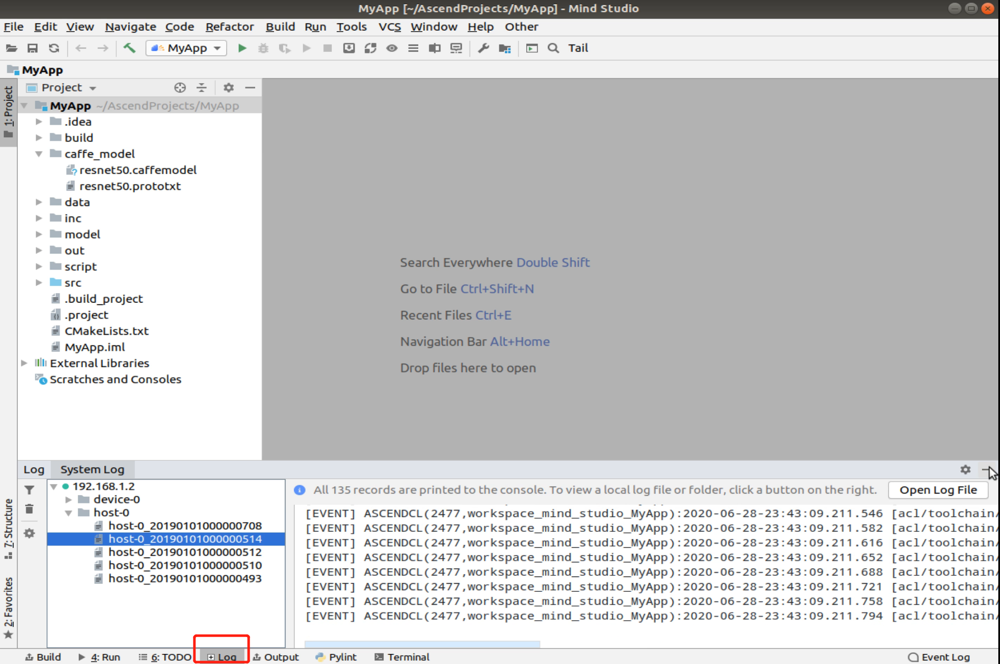 MyApp [~/AscendProjects/MyApp] - Mind Studio
File Edit View Navigate Code Refactor Build Run Tools VCS Window Help Other
MyApp Tail
MyApp
1: Project
Project
MyApp ~/AscendProjects/MyApp
.idea
build
caffe_model
resnet50.caffemodel
resnet50.prototxt
data
inc
model
out
script
src
.build_project
.project
CMakeLists.txt
MyApp.iml
External Libraries
Scratches and Consoles
Search Everywhere Double Shift
Go to File Ctrl+Shift+N
Recent Files Ctrl+E
Navigation Bar Alt+Home
Drop files here to open
7: Structure
2: Favorites
Log System Log
192.168.1.2
device-0
host-0
host-0_20190101000000708
host-0_20190101000000514
host-0_20190101000000512
host-0_20190101000000510
host-0_20190101000000493
All 135 records are printed to the console. To view a local log file or folder, click a button on the right. Open Log File
[EVENT] ASCENDCL(2477,workspace_mind_studio_MyApp):2020-06-28-23:43:09.211.546 [acl/toolchain/
[EVENT] ASCENDCL(2477,workspace_mind_studio_MyApp):2020-06-28-23:43:09.211.582 [acl/toolchain/
[EVENT] ASCENDCL(2477,workspace_mind_studio_MyApp):2020-06-28-23:43:09.211.616 [acl/toolchain/
[EVENT] ASCENDCL(2477,workspace_mind_studio_MyApp):2020-06-28-23:43:09.211.652 [acl/toolchain/
[EVENT] ASCENDCL(2477,workspace_mind_studio_MyApp):2020-06-28-23:43:09.211.688 [acl/toolchain/
[EVENT] ASCENDCL(2477,workspace_mind_studio_MyApp):2020-06-28-23:43:09.211.721 [acl/toolchain/
[EVENT] ASCENDCL(2477,workspace_mind_studio_MyApp):2020-06-28-23:43:09.211.758 [acl/toolchain/
[EVENT] ASCENDCL(2477,workspace_mind_studio_MyApp):2020-06-28-23:43:09.211.794 [acl/toolchain/
Build 4: Run 6: TODO Log Output Pylint Terminal Event Log